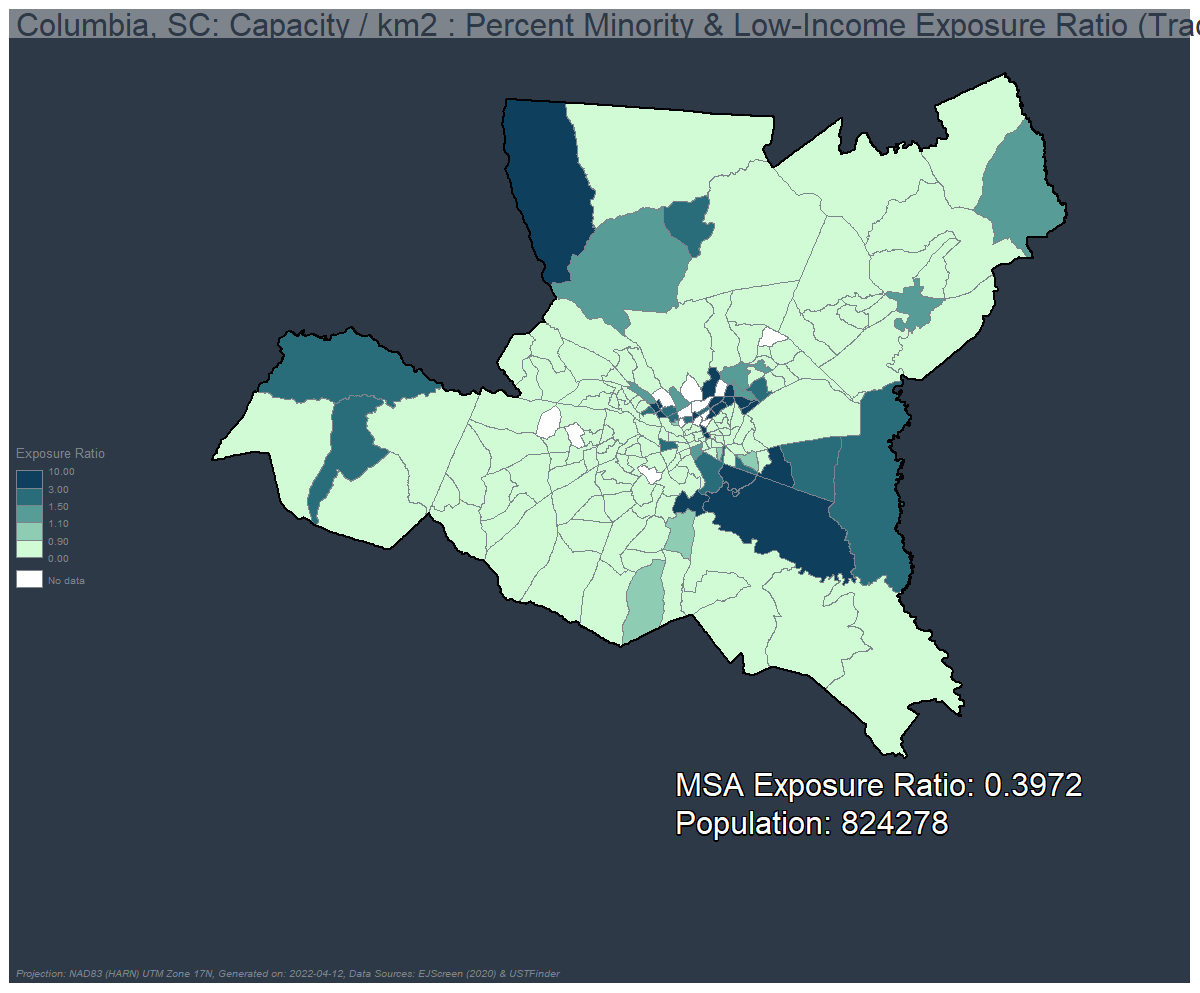 Columbia, SC: Capacity / km2 : Percent Minority & Low-Income Exposure Ratio (Trac
Exposure Ratio
10.00
3.00
1.50
1.10
0.90
0.00
No data
MSA Exposure Ratio: 0.3972
Population: 824278
Projection: NAD83 (HARN) UTM Zone 17N, Generated on: 2022-04-12, Data Sources: EJScreen (2020) & USTFinder